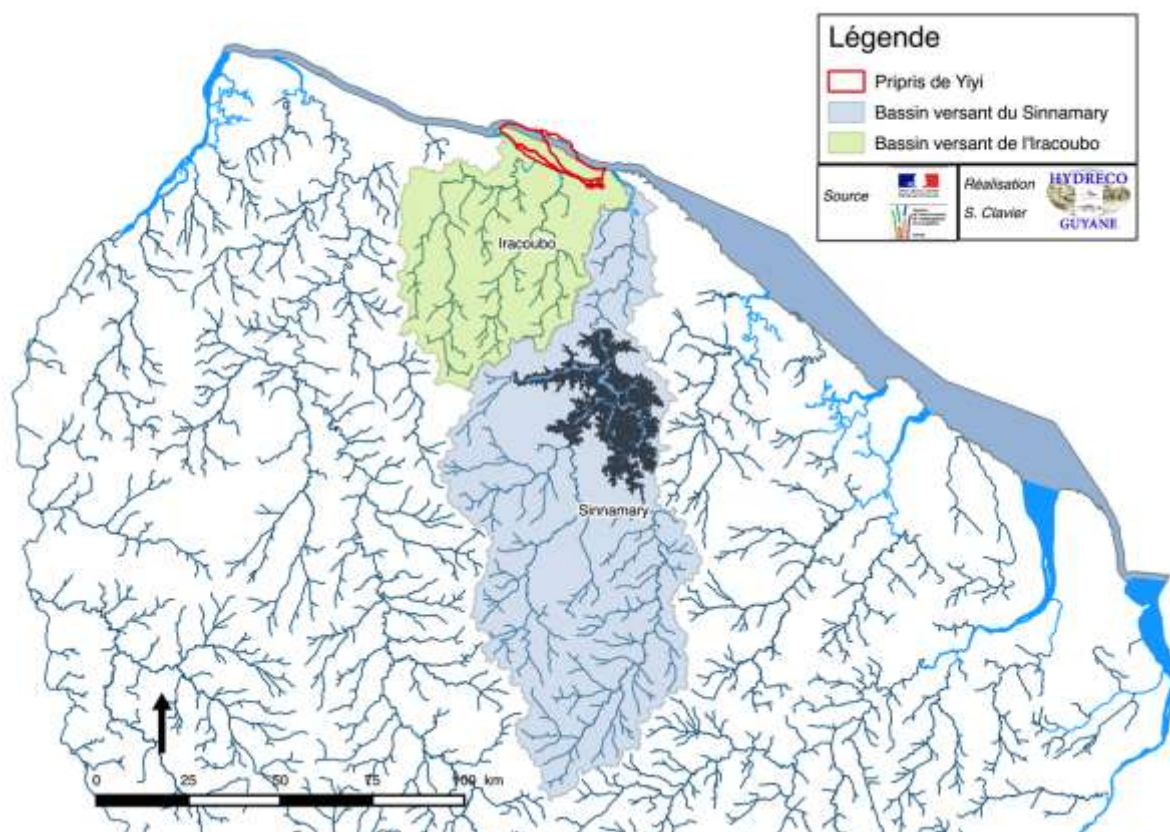 Légende
Pripris de Yiyi
Bassin versant du Sinnamary
Bassin versant de l'Iracoubo
Source
Réalisation
S. Clavier
HYDRECO
GUYANE
Iracoubo
Sinnamary
0 25 50 75 100 km